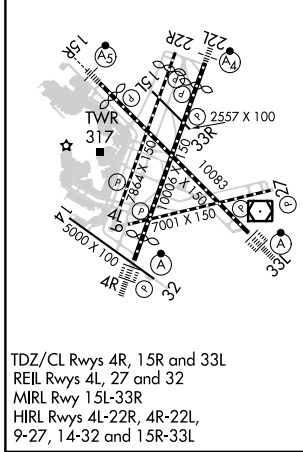 15R
A5
22R
22L
A4
15L
P
P
P
2557 X 100
TWR
317
33R
P
7864 X 150
10006 X 150
10083
27
4L
9
P
7001 X 150
P
14
5000 X 100
A
A
33L
4R
32
P
P
TDZ/CL Rwys 4R, 15R and 33L
REIL Rwys 4L, 27 and 32
MIRL Rwy 15L-33R
HIRL Rwys 4L-22R, 4R-22L,
9-27, 14-32 and 15R-33L